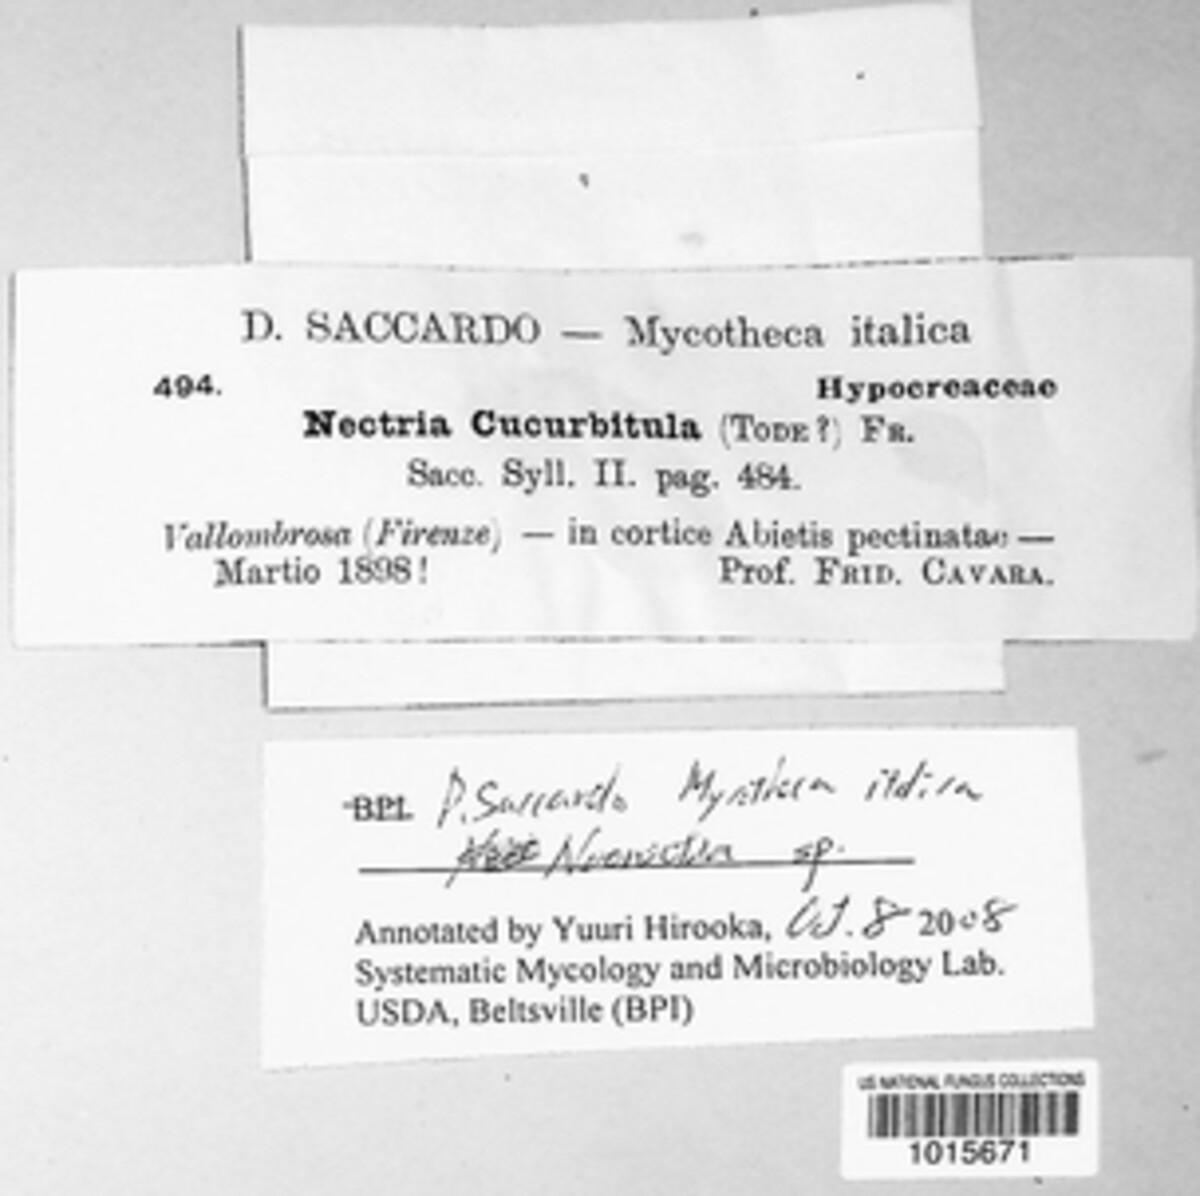 D. SACCARDO — Mycotheca italica
494. Hypocreaceae
Nectria Cucurbitula (TODE?) FR.
Sacc. Syll. II. pag. 484.
Vallombrosa (Firenze) — in cortice Abietis pectinatae —
Martio 1898! Prof. FRID. CAVARA.
BPI. D. Saccardo Mycotheca italica
sp.
Annotated by Yuuri Hirooka, Oct. 8 2008
Systematic Mycology and Microbiology Lab.
USDA, Beltsville (BPI)
US NATIONAL FUNGUS COLLECTIONS
1015671